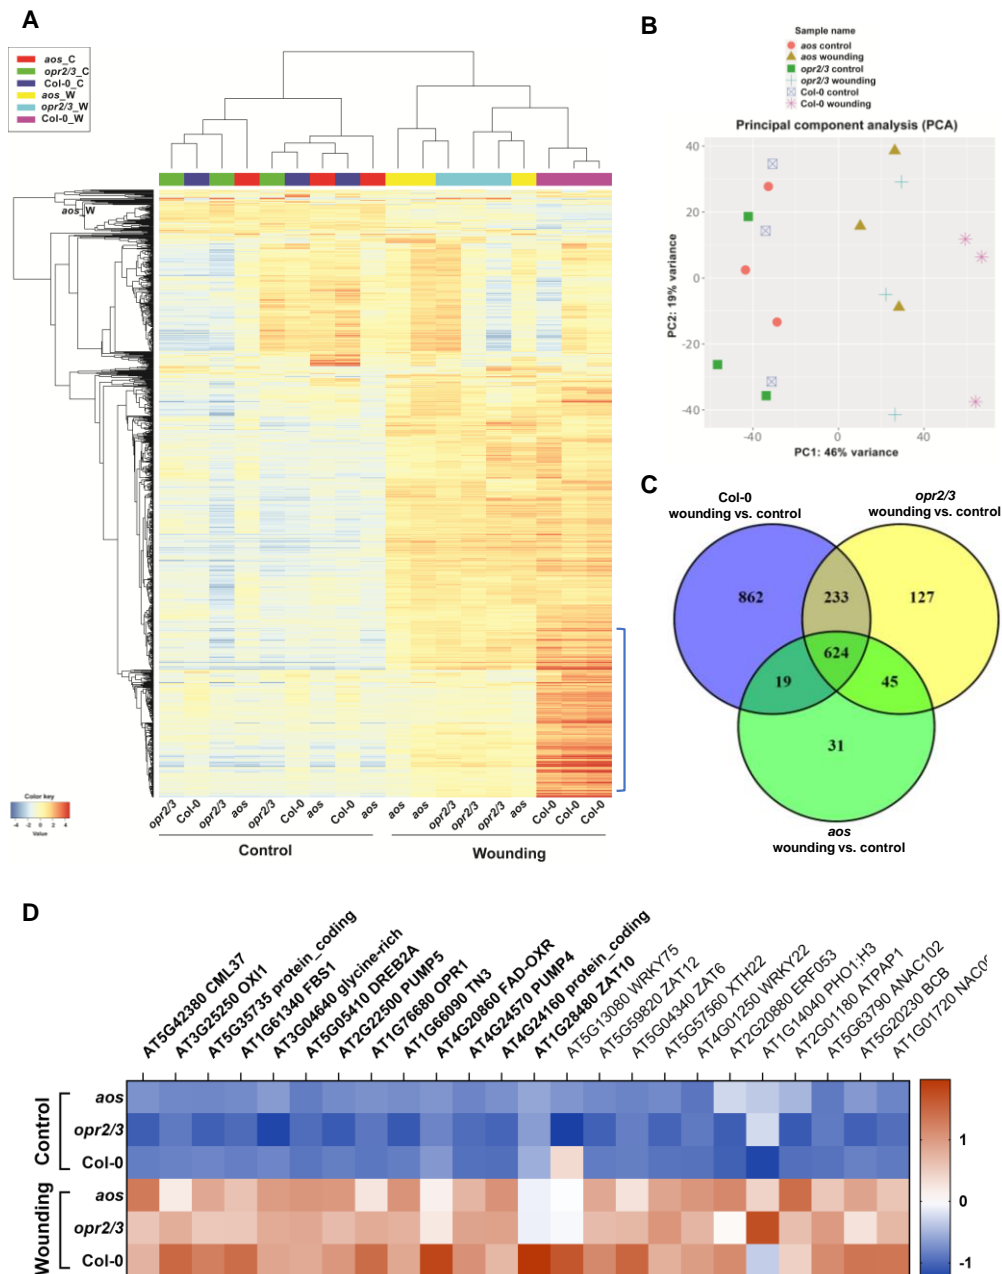 A
aos_C
opr2/3_C
Col-0_C
aos_W
opr2/3_W
Col-0_W
aos_W
Color key
-4 -2 0 2 4
Value
opr2/3 Col-0 opr2/3 aos opr2/3 Col-0 aos Col-0 aos aos aos opr2/3 opr2/3 opr2/3 aos Col-0 Col-0 Col-0
Control
Wounding
B
Sample name
aos control
aos wounding
opr2/3 control
opr2/3 wounding
Col-0 control
Col-0 wounding
Principal component analysis (PCA)
PC2: 19% variance
40
20
0
-20
-40
-40 0 40
PC1: 46% variance
C
Col-0
wounding vs. control
opr2/3
wounding vs. control
862
233
127
624
19
45
31
aos
wounding vs. control
D
AT5G42380 CML37
AT3G25250 OXI1
AT5G35735 protein_coding
AT1G61340 FBS1
AT3G04640 glycine-rich
AT5G05410 DREB2A
AT2G22500 PUMP5
AT1G76680 OPR1
AT1G66090 TN3
AT4G20860 FAD-OXR
AT4G24570 PUMP4
AT4G24160 protein_coding
AT1G28480 ZAT10
AT5G13080 WRKY75
AT5G59820 ZAT12
AT5G04340 ZAT6
AT5G57560 XTH22
AT4G01250 WRKY22
AT2G20880 ERF053
AT1G14040 PHO1;H3
AT2G01180 ATPAP1
AT5G63790 ANAC102
AT5G20230 BCB
AT1G01720
Control
aos
opr2/3
Col-0
Wounding
aos
opr2/3
Col-0
1
0
-1